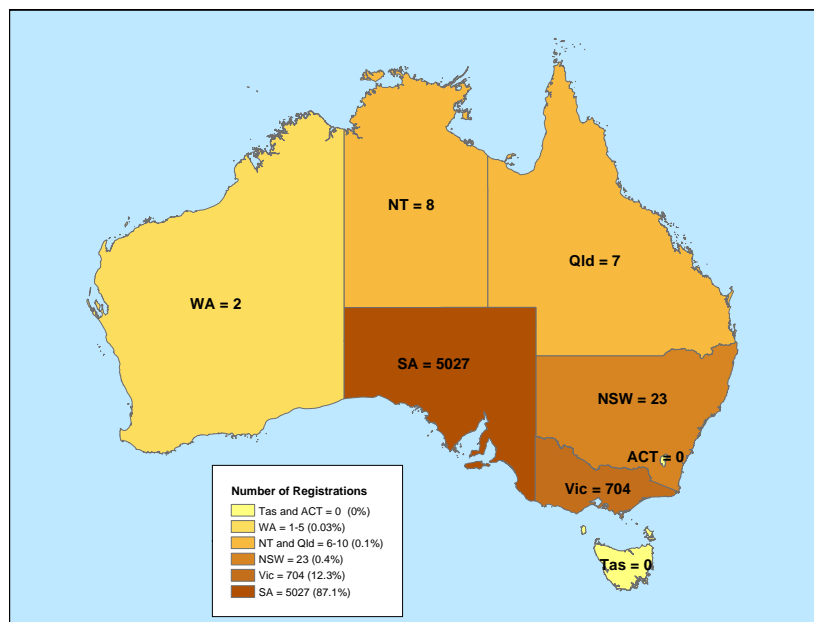 NT = 8
Qld = 7
WA = 2
SA = 5027
NSW = 23
ACT = 0
Vic = 704
Tas = 0
Number of Registrations
Tas and ACT = 0 (0%)
WA = 1-5 (0.03%)
NT and Qld = 6-10 (0.1%)
NSW = 23 (0.4%)
Vic = 704 (12.3%)
SA = 5027 (87.1%)